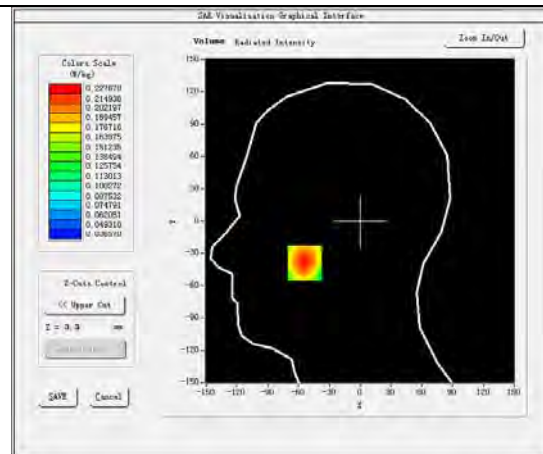 SAR Visualisation Graphical Interface
Volume Radiated Intensity
Zoom In/Out
Colors Scale
(W/kg)
0.227678
0.214938
0.202197
0.189457
0.176716
0.163975
0.151235
0.138494
0.125754
0.113013
0.100272
0.087532
0.074791
0.062051
0.049310
0.036570
150
120
90
60
30
0
-30
-60
-90
-120
-150
Y
-150 -120 -90 -60 -30 0 30 60 90 120 150
X
Z-Cuts Control
<< Upper Cut
mm
SAVE
Cancel